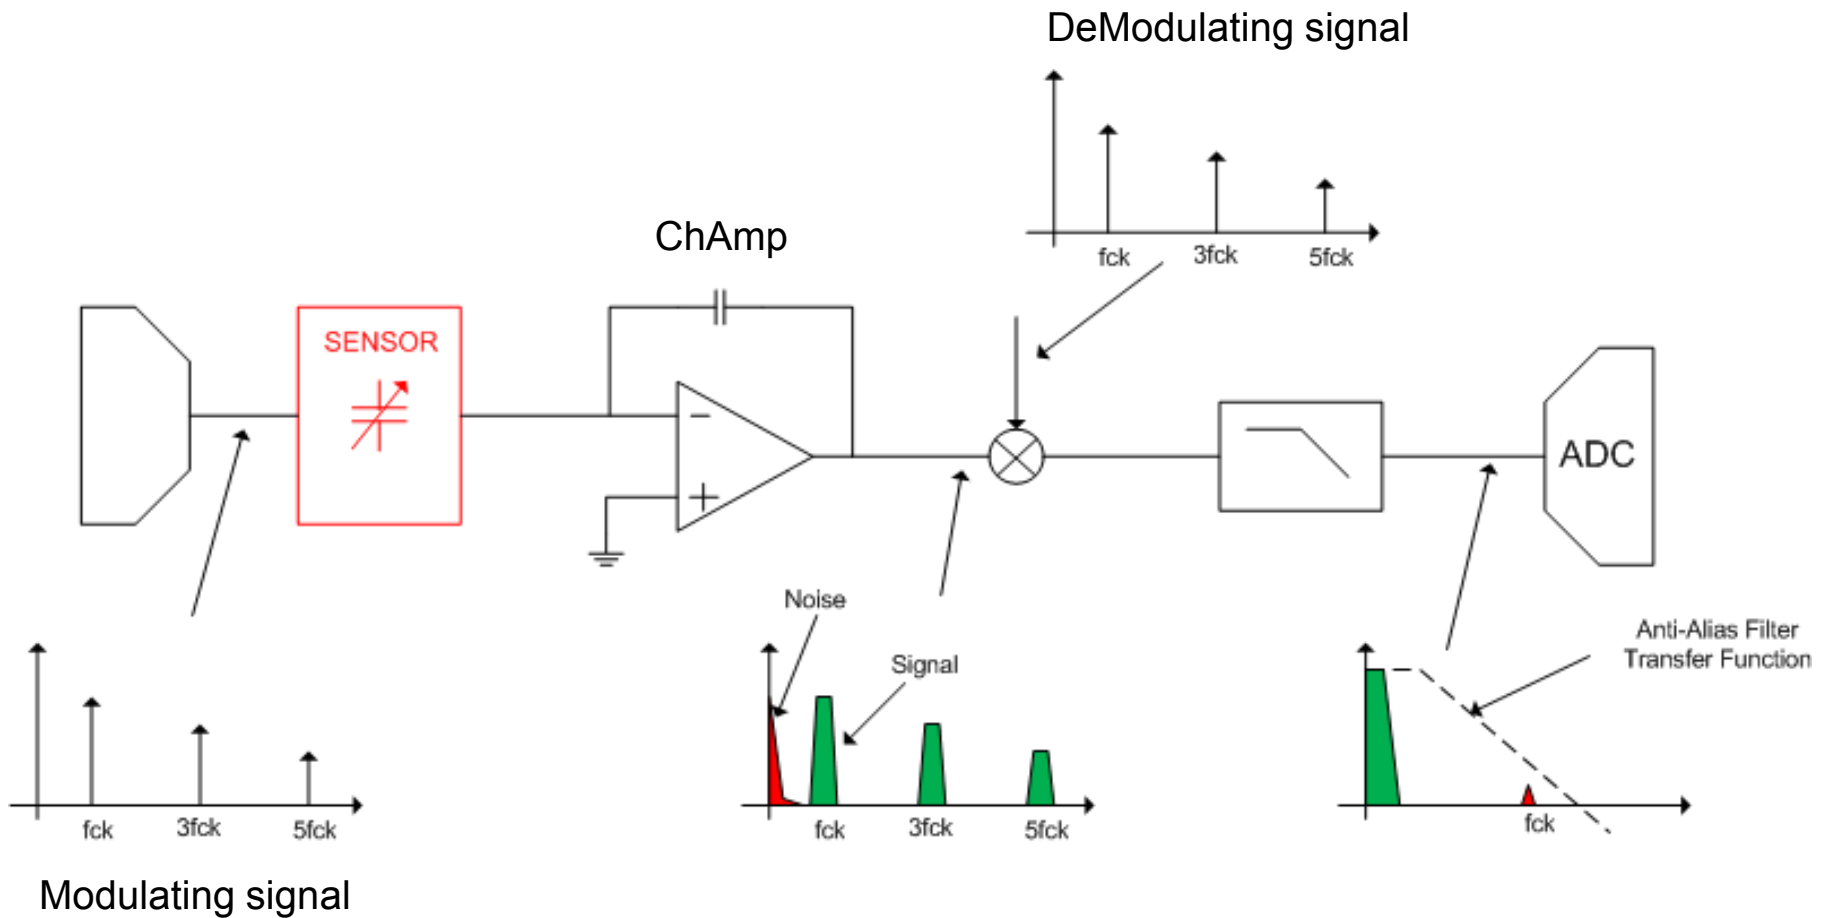 DeModulating signal
fck
3fck
5fck
ChAmp
SENSOR
ADC
Noise
Signal
Anti-Alias Filter
Transfer Function
fck
3fck
5fck
fck
3fck
5fck
fck
Modulating signal